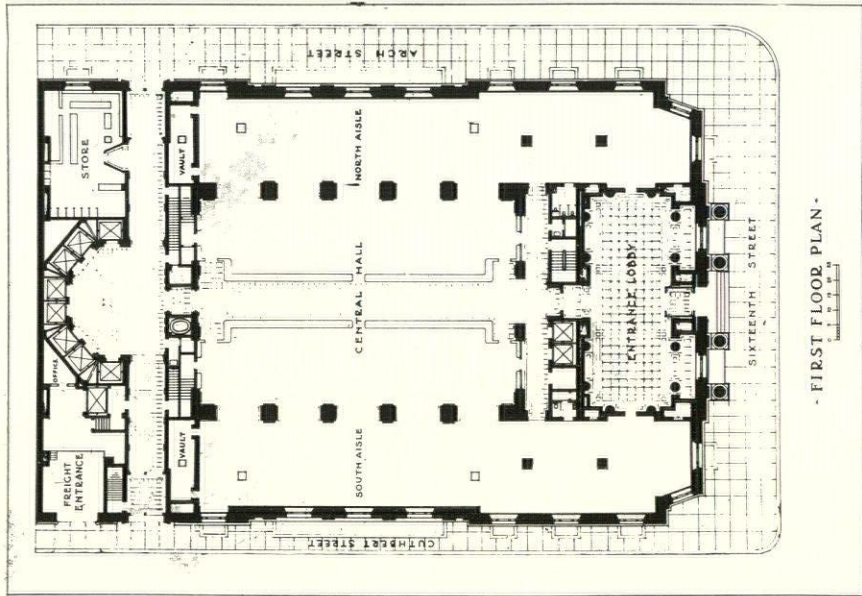 ARCH STREET
STORE
VAULT
NORTH AISLE
CENTRAL HALL
ENTRANCE LOBBY
SIXTEENTH STREET
- FIRST FLOOR PLAN -
OFFICE
VAULT
SOUTH AISLE
FREIGHT
ENTRANCE
CUTHBERT STREET